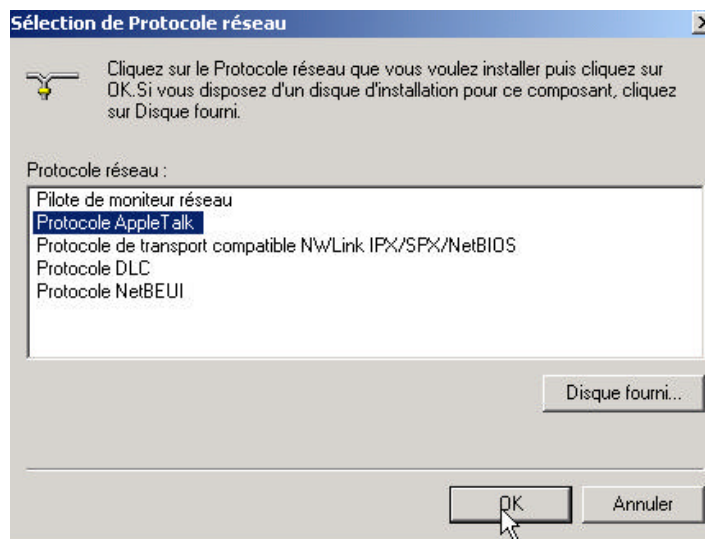 Sélection de Protocole réseau
Cliquez sur le Protocole réseau que vous voulez installer puis cliquez sur
OK.Si vous disposez d'un disque d'installation pour ce composant, cliquez
sur Disque fourni.
Protocole réseau :
Pilote de moniteur réseau
Protocole AppleTalk
Protocole de transport compatible NWLink IPX/SPX/NetBIOS
Protocole DLC
Protocole NetBEUI
Disque fourni...
OK
Annuler